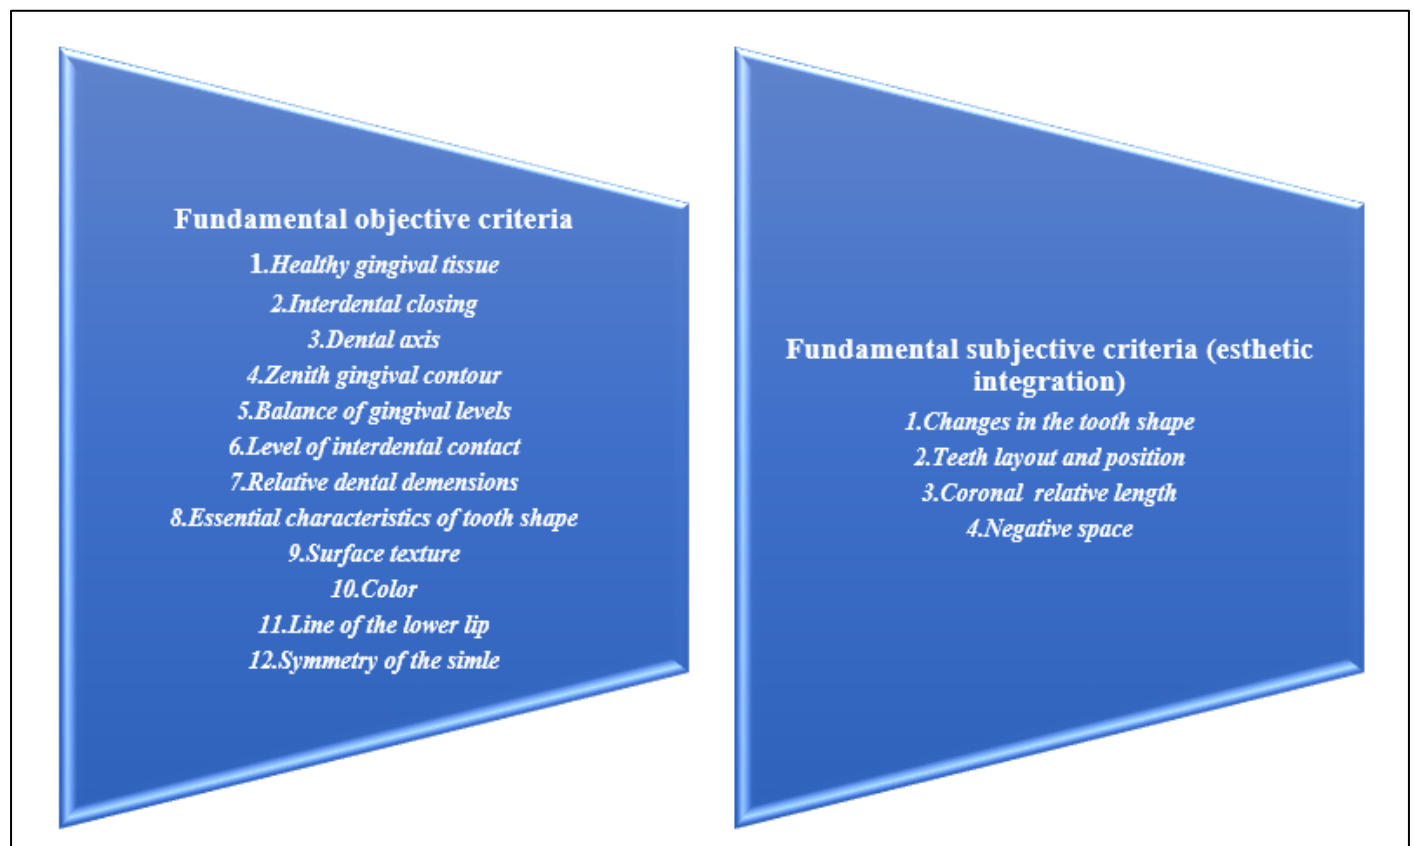 Fundamental objective criteria
1.Healthy gingival tissue
2.Interdental closing
3.Dental axis
4.Zenith gingival contour
5.Balance of gingival levels
6.Level of interdental contact
7.Relative dental demensions
8.Essential characteristics of tooth shape
9.Surface texture
10.Color
11.Line of the lower lip
12.Symmetry of the simle
Fundamental subjective criteria (esthetic
integration)
1.Changes in the tooth shape
2.Teeth layout and position
3.Coronal relative length
4.Negative space